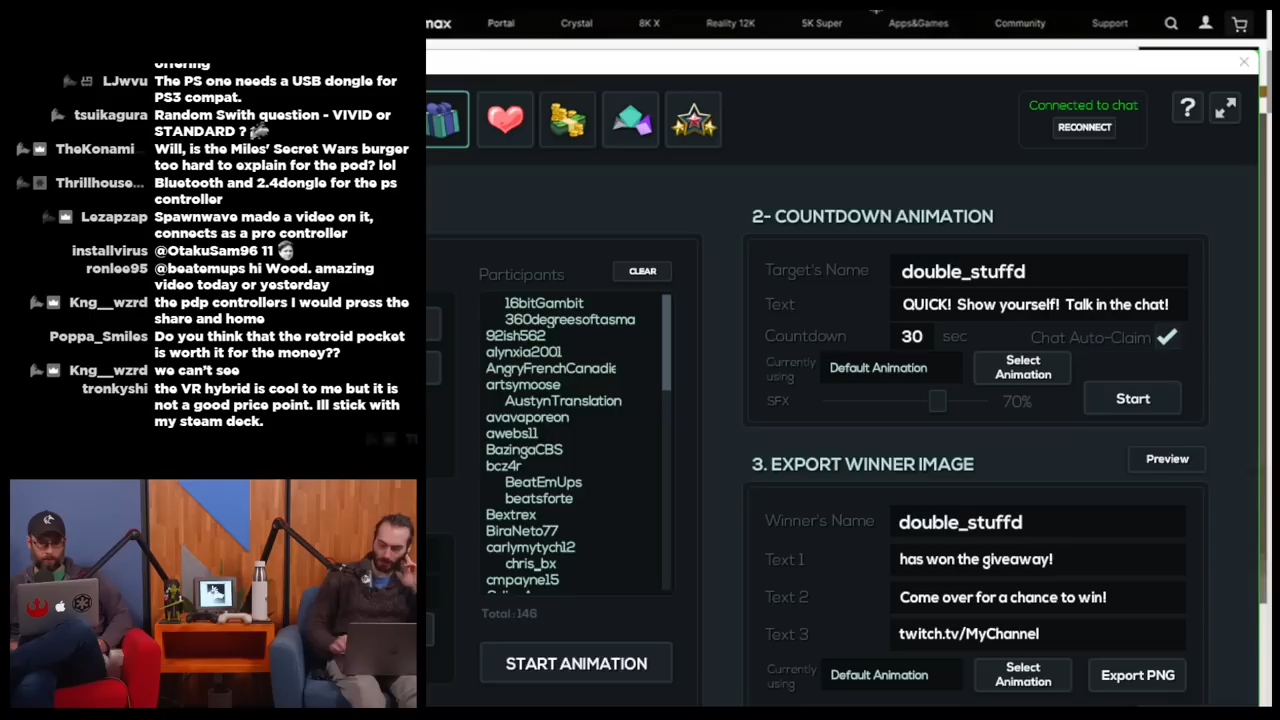 max
Portal
Crystal
8K X
Reality 12K
5K Super
Apps&Games
Community
Support
offering
LJwvu The PS one needs a USB dongle for
PS3 compat.
tsuikagura Random Swith question - VIVID or
STANDARD ?
TheKonami Will, is the Miles' Secret Wars burger
too hard to explain for the pod? lol
Thrillhouse... Bluetooth and 2.4dongle for the ps
controller
Lezapzap Spawnwave made a video on it,
connects as a pro controller
installvirus @OtakuSam96 11
ronlee95 @beatemups hi Wood. amazing
video today or yesterday
Kng__wzrd the pdp controllers I would press the
share and home
Poppa_Smiles Do you think that the retroid pocket
is worth it for the money??
Kng__wzrd we can't see
tronkyshi the VR hybrid is cool to me but it is
not a good price point. Ill stick with
my steam deck.
Connected to chat
RECONNECT
?
Participants
CLEAR
16bitGambit
360degreesoftasma
92ish562
alynxia2001
AngryFrenchCanadie
artsymoose
AustynTranslation
avavaporeon
awebs11
BazingaCBS
bcz4r
BeatEmUps
beatsforte
Bextrex
BiraNeto77
carlymytych12
chris_bx
cmpayne15
Total : 146
START ANIMATION
2- COUNTDOWN ANIMATION
Target's Name double_stuffd
Text QUICK! Show yourself! Talk in the chat!
Countdown 30 sec Chat Auto-Claim
Currently
using
Default Animation
Select
Animation
SFX 70%
Start
3. EXPORT WINNER IMAGE
Preview
Winner's Name double_stuffd
Text 1 has won the giveaway!
Text 2 Come over for a chance to win!
Text 3 twitch.tv/MyChannel
Currently
using
Default Animation
Select
Animation
Export PNG